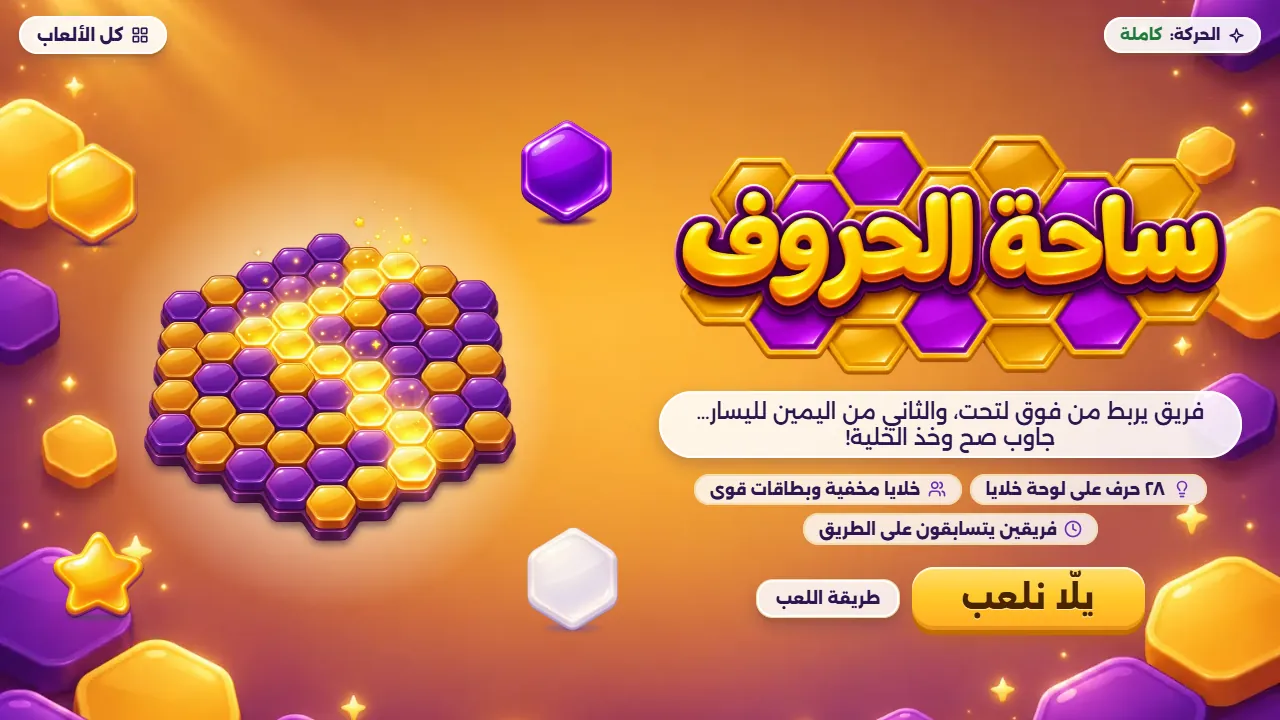 الحركة: كاملة
كل الألعاب
ساحة الحروف
فريق يربط من فوق لتحت، والثاني من اليمين لليسار...
جاوب صح وخذ الخلية!
٢٨ حرف على لوحة خلايا
خلايا مخفية وبطاقات قوى
فريقين يتسابقون على الطريق
يلّا نلعب
طريقة اللعب